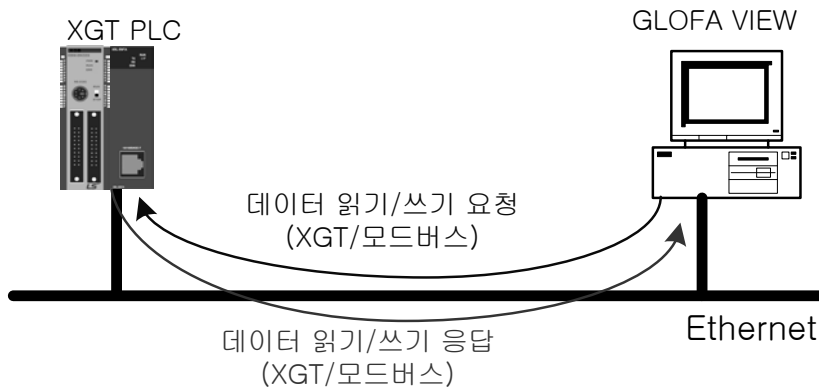 XGT PLC
GLOFA VIEW
데이터 읽기/쓰기 요청
(XGT/모드버스)
Ethernet
데이터 읽기/쓰기 응답
(XGT/모드버스)